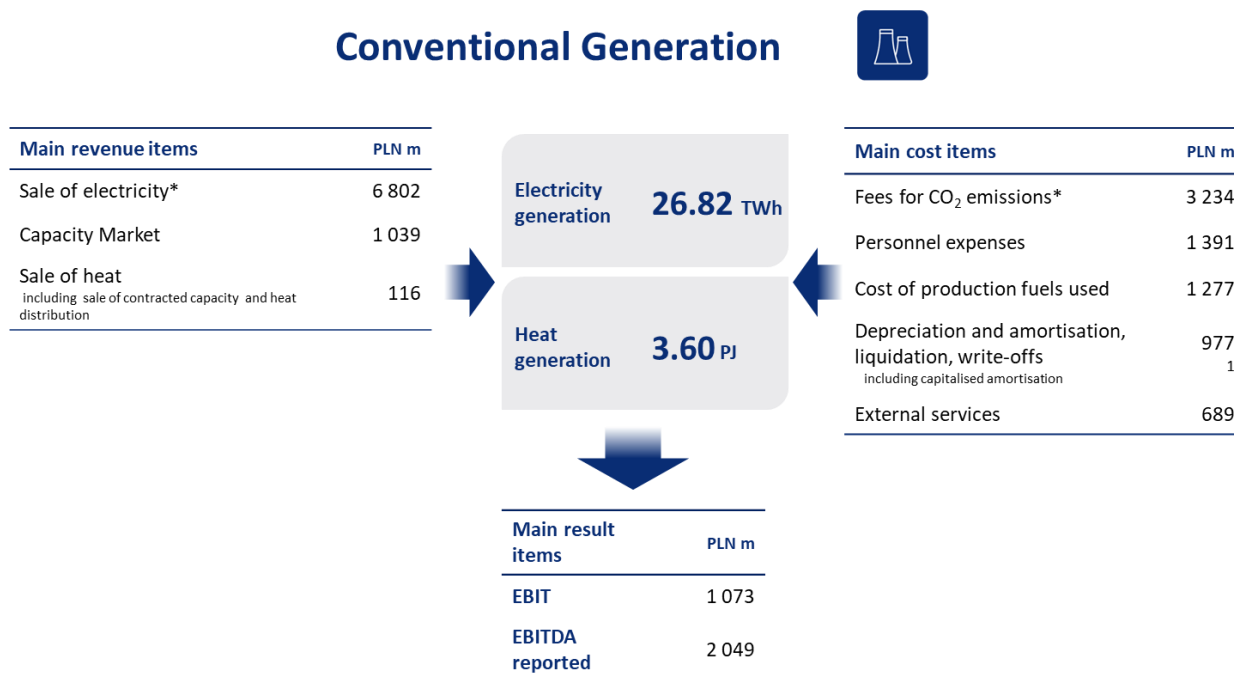 Conventional Generation
Main revenue items PLN m
Sale of electricity* 6 802
Capacity Market 1 039
Sale of heat
including sale of contracted capacity and heat
distribution
116
Electricity
generation
26.82 TWh
Heat
generation
3.60 PJ
Main cost items PLN m
Fees for CO₂ emissions* 3 234
Personnel expenses 1 391
Cost of production fuels used 1 277
Depreciation and amortisation,
liquidation, write-offs 977
including capitalised amortisation 1
External services 689
Main result
items
PLN m
EBIT 1 073
EBITDA
reported
2 049